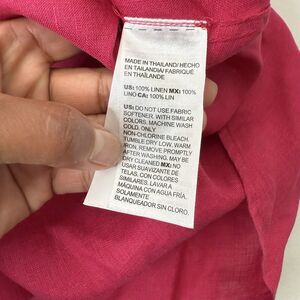 MADE IN THAILAND/HECHO
EN TAILANDIA/FABRIQUÉ
EN THAÏLANDE
US: 100% LINEN MX: 100%
LINO CA: 100% LIN
US: DO NOT USE FABRIC
SOFTENER. WITH SIMILAR
COLORS. MACHINE WASH
COLD. ONLY
NON-CHLORINE BLEACH.
TUMBLE DRY LOW, WARM
IRON. REMOVE PROMPTLY
AFTER WASHING. MAY BE
DRY CLEANED MX: NO
USAR SUAVIZANTE DE
TELAS. CON COLORES
SIMILARES. LAVAR A
MÁQUINA CON AGUA FRÍA.
SOLAMENTE
BLANQUEADOR SIN CLORO.